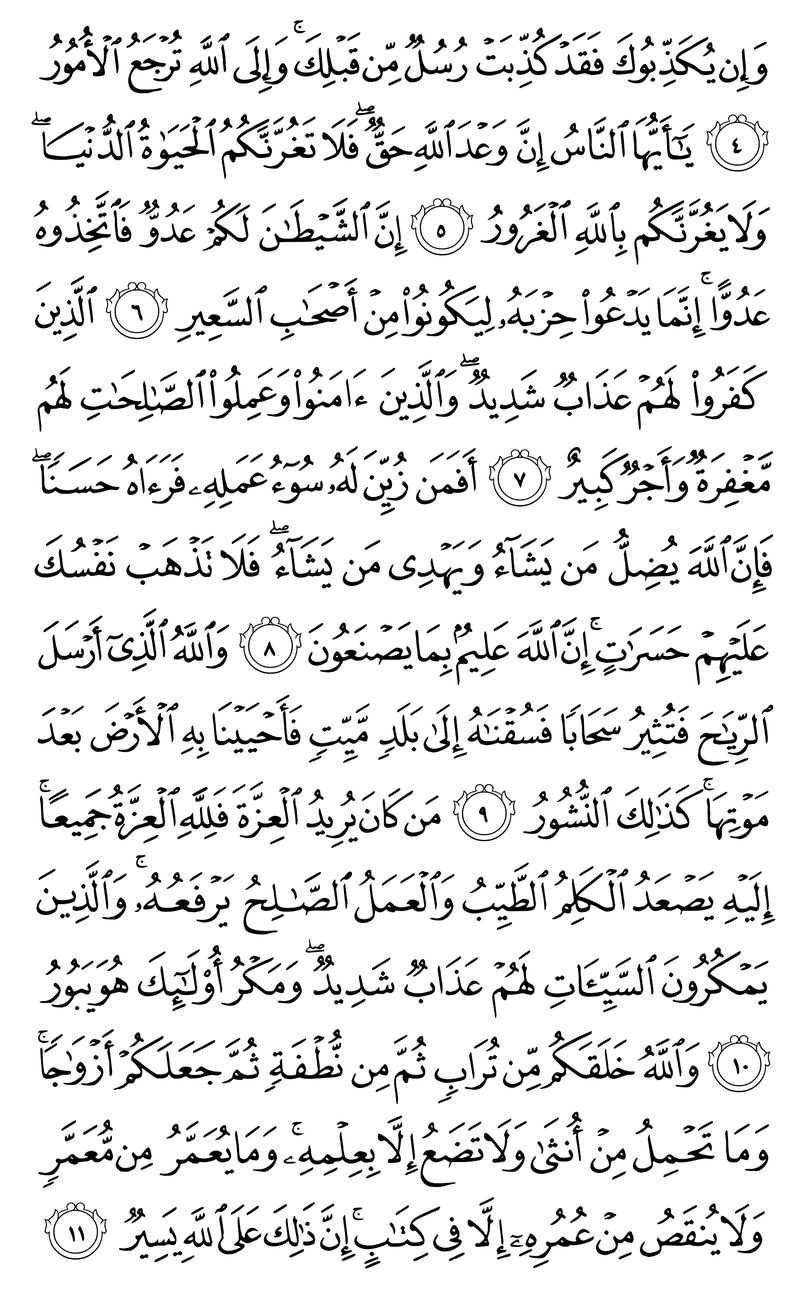 وَإِن يُكَذِّبُوكَ فَقَدْ كُذِّبَتْ رُسُلٌ مِّن قَبْلِكَ ۚ وَإِلَى ٱللَّهِ تُرْجَعُ ٱلْأُمُورُ
٤ يَـٰٓأَيُّهَا ٱلنَّاسُ إِنَّ وَعْدَ ٱللَّهِ حَقٌّ ۖ فَلَا تَغُرَّنَّكُمُ ٱلْحَيَوٰةُ ٱلدُّنْيَا ۖ
وَلَا يَغُرَّنَّكُم بِٱللَّهِ ٱلْغَرُورُ ٥ إِنَّ ٱلشَّيْطَـٰنَ لَكُمْ عَدُوٌّ فَٱتَّخِذُوهُ
عَدُوًّا ۚ إِنَّمَا يَدْعُوا۟ حِزْبَهُۥ لِيَكُونُوا۟ مِنْ أَصْحَـٰبِ ٱلسَّعِيرِ ٦ ٱلَّذِينَ
كَفَرُوا۟ لَهُمْ عَذَابٌ شَدِيدٌ ۖ وَٱلَّذِينَ ءَامَنُوا۟ وَعَمِلُوا۟ ٱلصَّـٰلِحَـٰتِ لَهُم
مَّغْفِرَةٌ وَأَجْرٌ كَبِيرٌ ٧ أَفَمَن زُيِّنَ لَهُۥ سُوٓءُ عَمَلِهِۦ فَرَءَاهُ حَسَنًا ۖ
فَإِنَّ ٱللَّهَ يُضِلُّ مَن يَشَآءُ وَيَهْدِى مَن يَشَآءُ ۖ فَلَا تَذْهَبْ نَفْسُكَ
عَلَيْهِمْ حَسَرَٰتٍ ۚ إِنَّ ٱللَّهَ عَلِيمٌۢ بِمَا يَصْنَعُونَ ٨ وَٱللَّهُ ٱلَّذِىٓ أَرْسَلَ
ٱلرِّيَـٰحَ فَتُثِيرُ سَحَابًا فَسُقْنَـٰهُ إِلَىٰ بَلَدٍ مَّيِّتٍ فَأَحْيَيْنَا بِهِ ٱلْأَرْضَ بَعْدَ
مَوْتِهَا ۚ كَذَٰلِكَ ٱلنُّشُورُ ٩ مَن كَانَ يُرِيدُ ٱلْعِزَّةَ فَلِلَّهِ ٱلْعِزَّةُ جَمِيعًا ۚ
إِلَيْهِ يَصْعَدُ ٱلْكَلِمُ ٱلطَّيِّبُ وَٱلْعَمَلُ ٱلصَّـٰلِحُ يَرْفَعُهُۥ ۚ وَٱلَّذِينَ
يَمْكُرُونَ ٱلسَّيِّـَٔاتِ لَهُمْ عَذَابٌ شَدِيدٌ ۖ وَمَكْرُ أُو۟لَـٰٓئِكَ هُوَ يَبُورُ
١٠ وَٱللَّهُ خَلَقَكُم مِّن تُرَابٍ ثُمَّ مِن نُّطْفَةٍ ثُمَّ جَعَلَكُمْ أَزْوَٰجًا ۚ
وَمَا تَحْمِلُ مِنْ أُنثَىٰ وَلَا تَضَعُ إِلَّا بِعِلْمِهِۦ ۚ وَمَا يُعَمَّرُ مِن مُّعَمَّرٍ
وَلَا يُنقَصُ مِنْ عُمُرِهِۦٓ إِلَّا فِى كِتَـٰبٍ ۚ إِنَّ ذَٰلِكَ عَلَى ٱللَّهِ يَسِيرٌ ١١